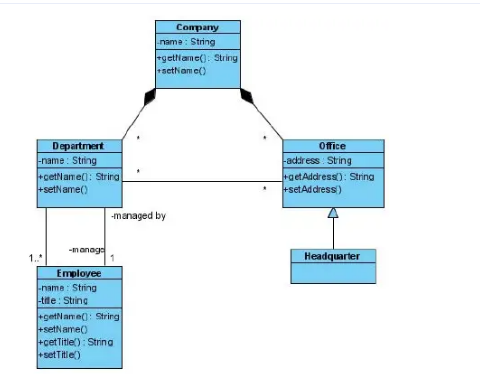 Company
-name : String
+getName() : String
+setName()
*
*
Department
-name : String
+getName() : String
+setName()
*
*
Office
-address : String
+getAddress() : String
+setAddress()
-managed by
-manage
1..*
1
Headquarter
Employee
-name : String
-title : String
+getName() : String
+setName()
+getTitle() : String
+setTitle()